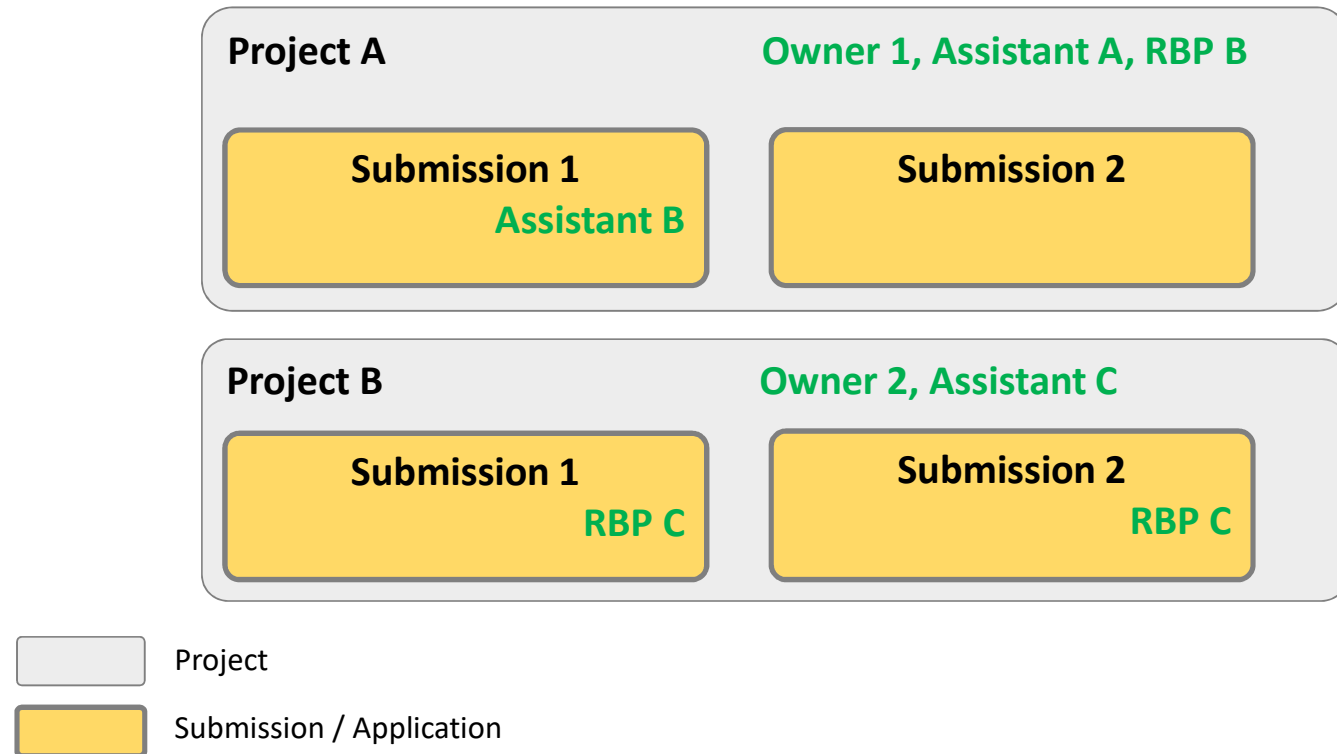 Project A
Owner 1, Assistant A, RBP B
Submission 1
Assistant B
Submission 2
Project B
Owner 2, Assistant C
Submission 1
RBP C
Submission 2
RBP C
Project
Submission / Application